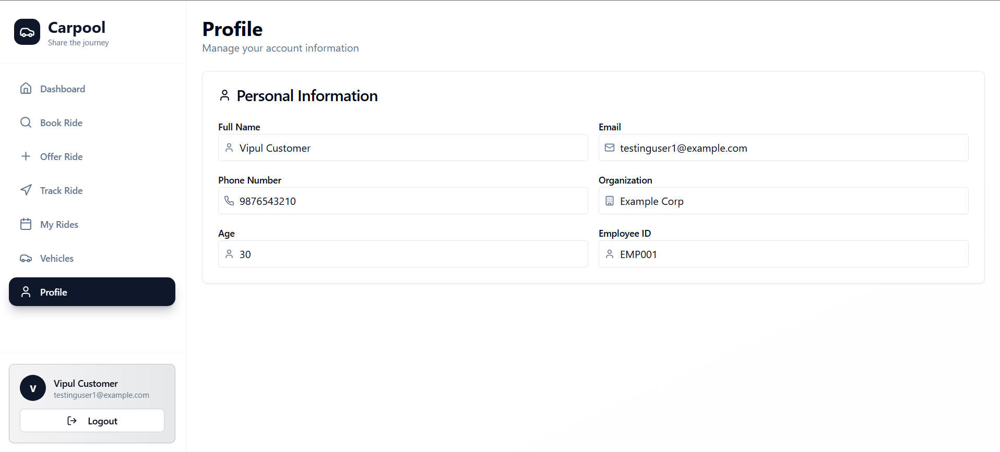 Carpool
Share the journey
Dashboard
Book Ride
Offer Ride
Track Ride
My Rides
Vehicles
Profile
V
Vipul Customer
testinguser1@example.com
Logout
Profile
Manage your account information
Personal Information
Full Name
Vipul Customer
Email
testinguser1@example.com
Phone Number
9876543210
Organization
Example Corp
Age
30
Employee ID
EMP001